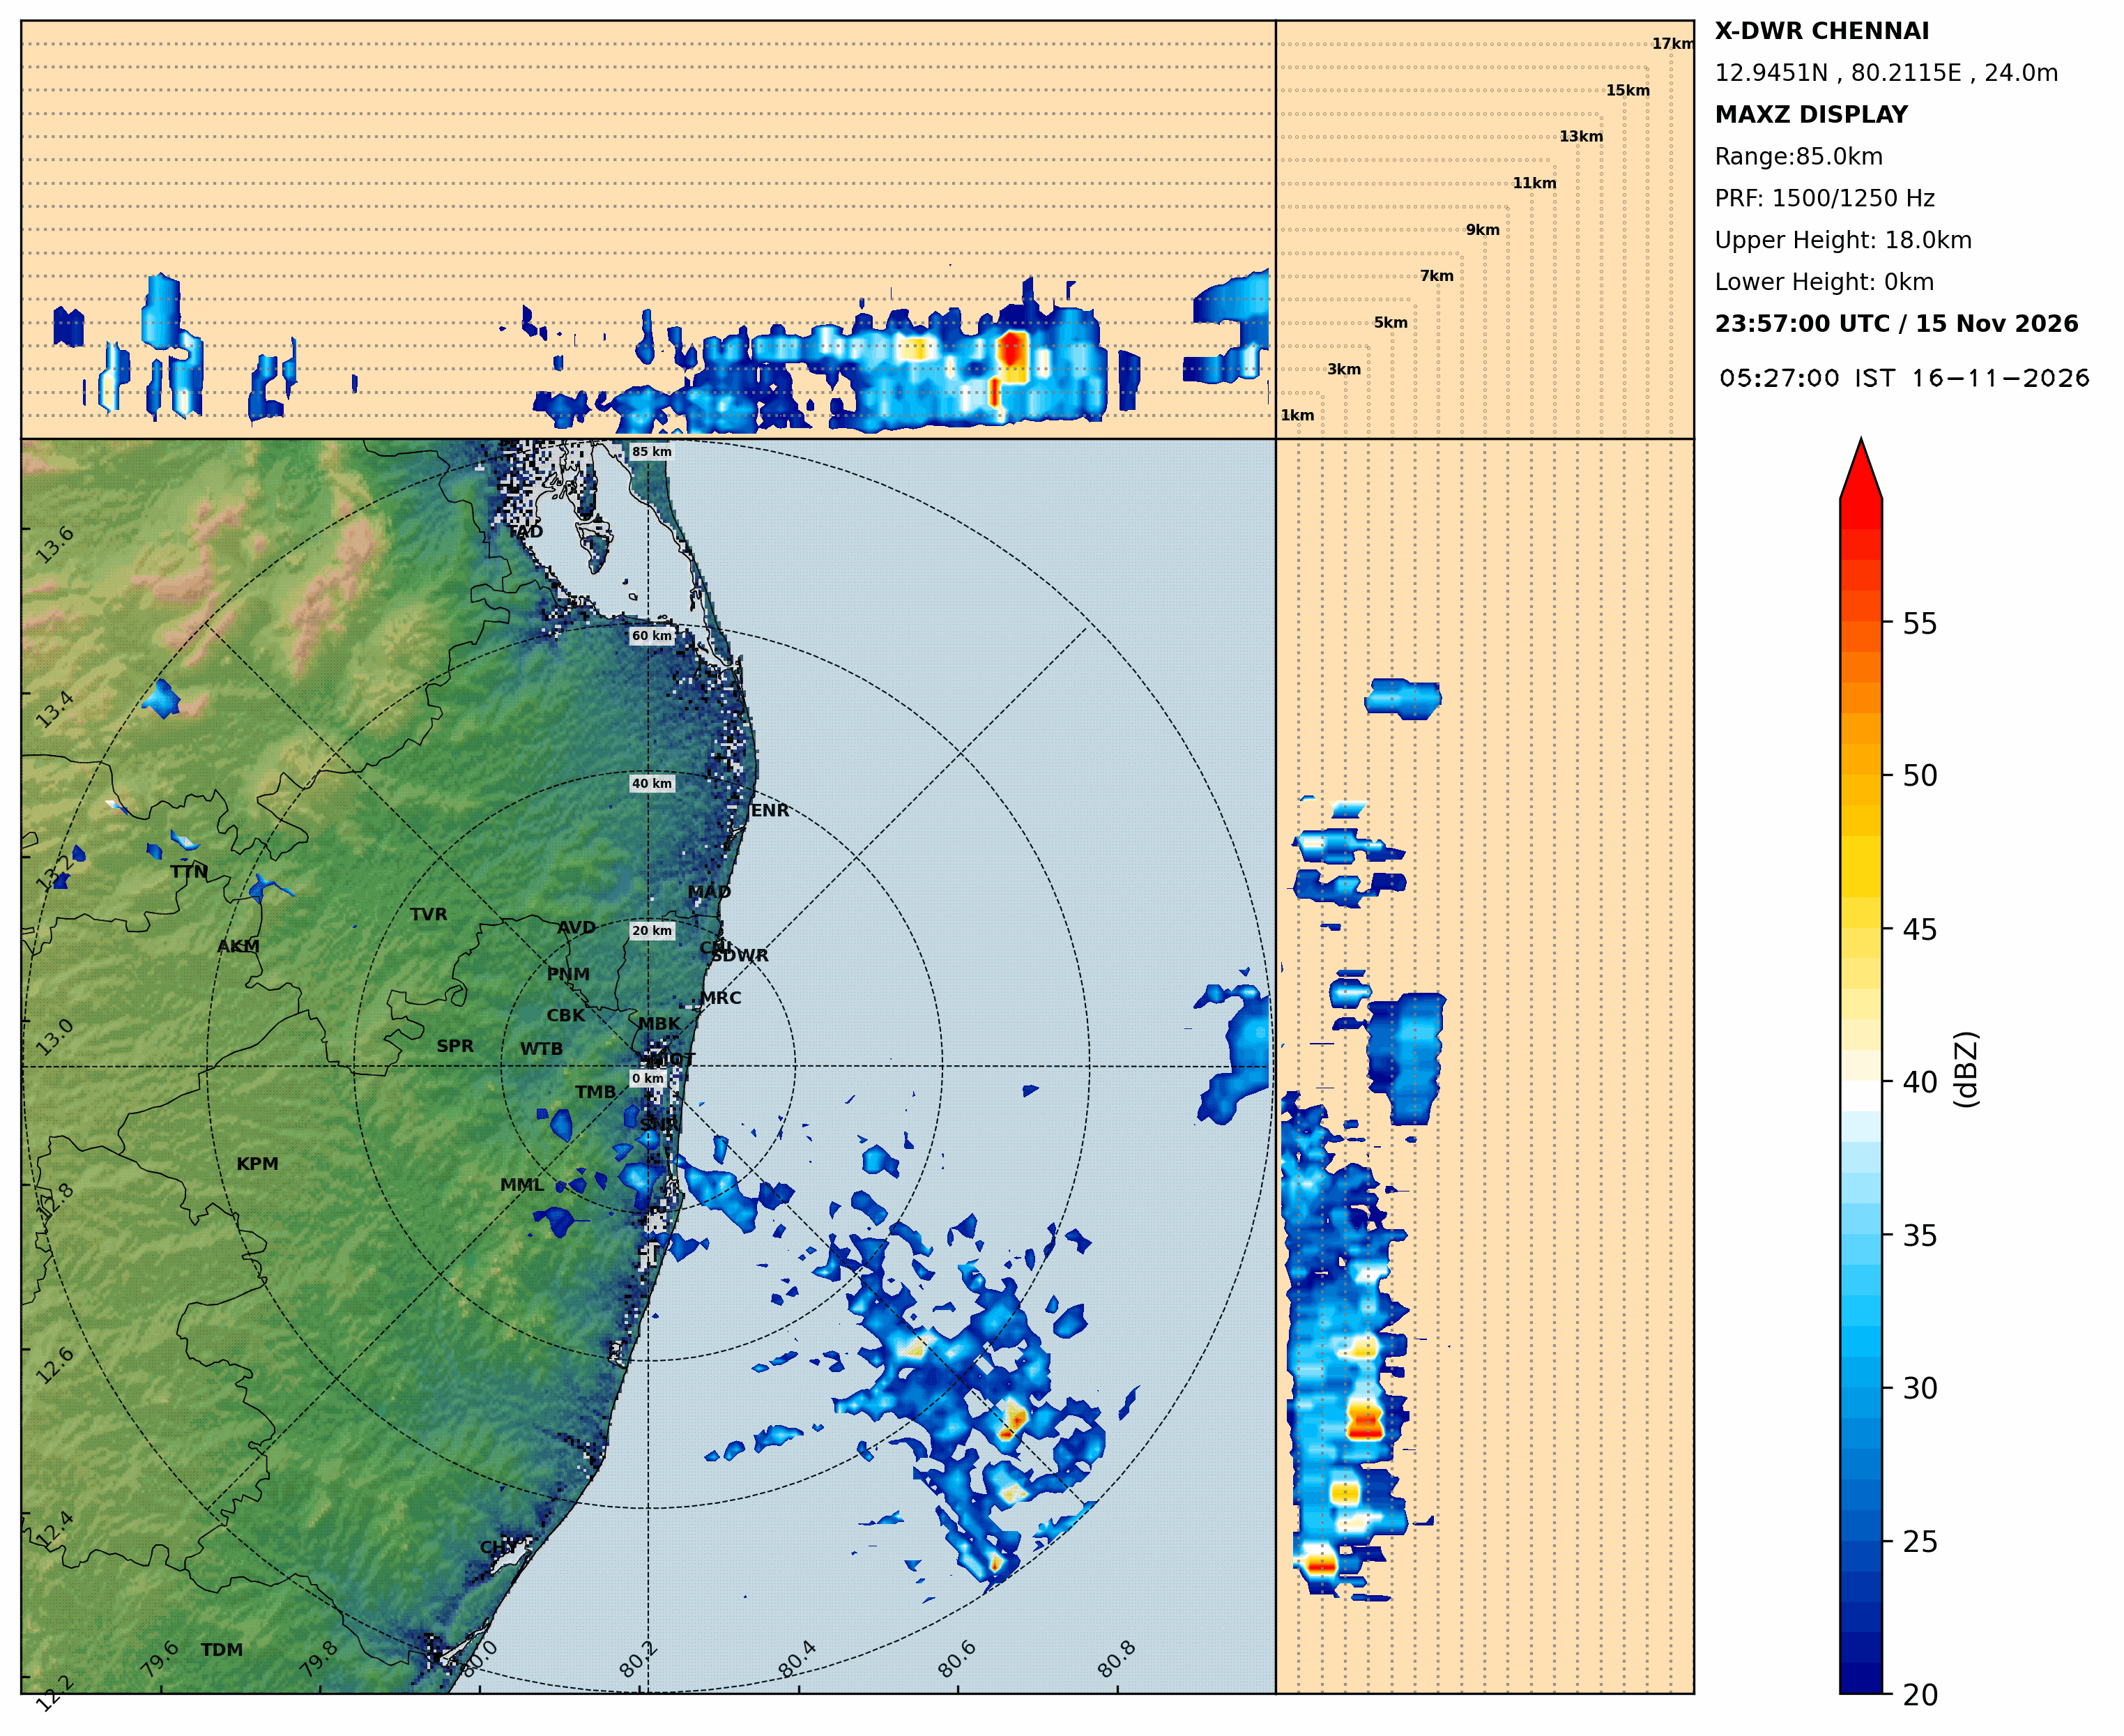 X-DWR CHENNAI
12.9451N , 80.2115E , 24.0m
MAXZ DISPLAY
Range:85.0km
PRF: 1500/1250 Hz
Upper Height: 18.0km
Lower Height: 0km
23:57:00 UTC / 15 Nov 2026
05:27:00 IST 16-11-2026
17km
15km
13km
11km
9km
7km
5km
3km
1km
85 km
60 km
40 km
20 km
0 km
TAD
ENR
MAD
TTN
TVR
AVD
AKM
SDWR
PNM
MRC
CBK
MBK
SPR
WTB
TMB
SNR
KPM
MML
CHY
TDM
13.6
13.4
13.2
13.0
12.8
12.6
12.4
12.2
79.6
79.8
80.0
80.2
80.4
80.6
80.8
55
50
45
40
35
30
25
20
(dBZ)